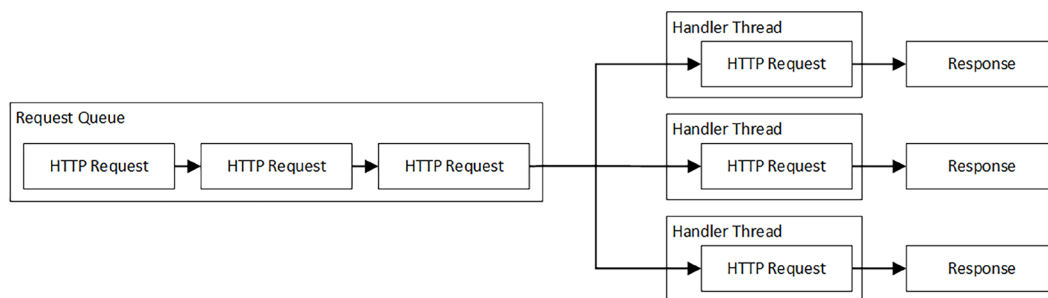 Request Queue
HTTP Request
HTTP Request
HTTP Request
Handler Thread
HTTP Request
Response
Handler Thread
HTTP Request
Response
Handler Thread
HTTP Request
Response